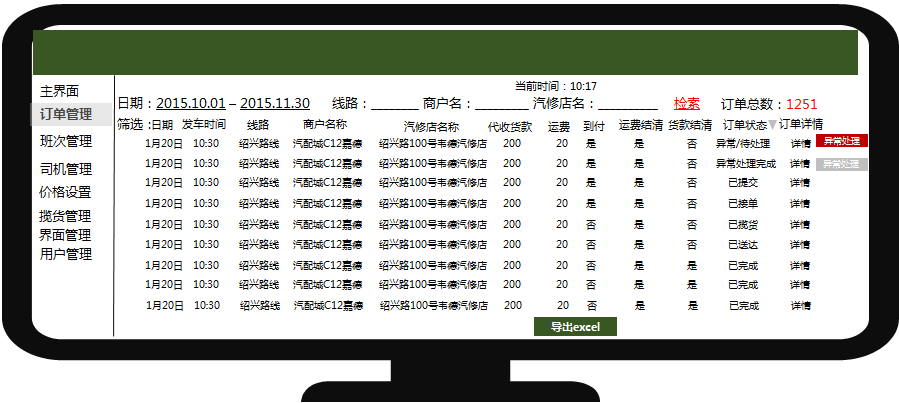 主界面
订单管理
班次管理
司机管理
价格设置
揽货管理
界面管理
用户管理
当前时间：10:17
日期：2015.10.01 – 2015.11.30 线路：________ 商户名：_________ 汽修店名：__________ 检索 订单总数：1251
筛选：日期 发车时间 线路 商户名称 汽修店名称 代收货款 运费 到付 运费结清 货款结清 订单状态▼ 订单详情
1月20日 10:30 绍兴路线 汽配城C12嘉德 绍兴路100号韦德汽修店 200 20 是 是 否 异常/待处理 详情 异常处理
1月20日 10:30 绍兴路线 汽配城C12嘉德 绍兴路100号韦德汽修店 200 20 是 是 否 异常处理完成 详情 异常处理
1月20日 10:30 绍兴路线 汽配城C12嘉德 绍兴路100号韦德汽修店 200 20 是 是 否 已提交 详情
1月20日 10:30 绍兴路线 汽配城C12嘉德 绍兴路100号韦德汽修店 200 20 是 是 否 已接单 详情
1月20日 10:30 绍兴路线 汽配城C12嘉德 绍兴路100号韦德汽修店 200 20 否 是 否 已揽货 详情
1月20日 10:30 绍兴路线 汽配城C12嘉德 绍兴路100号韦德汽修店 200 20 否 是 否 已送达 详情
1月20日 10:30 绍兴路线 汽配城C12嘉德 绍兴路100号韦德汽修店 200 20 否 是 是 已完成 详情
1月20日 10:30 绍兴路线 汽配城C12嘉德 绍兴路100号韦德汽修店 200 20 否 是 是 已完成 详情
1月20日 10:30 绍兴路线 汽配城C12嘉德 绍兴路100号韦德汽修店 200 20 否 是 是 已完成 详情
导出excel